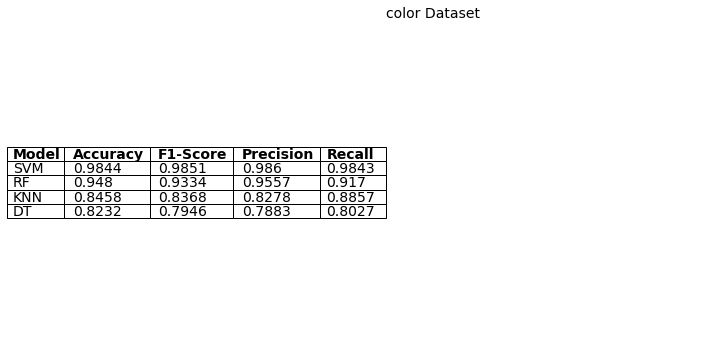 color Dataset
Model Accuracy F1-Score Precision Recall
SVM 0.9844 0.9851 0.986 0.9843
RF 0.948 0.9334 0.9557 0.917
KNN 0.8458 0.8368 0.8278 0.8857
DT 0.8232 0.7946 0.7883 0.8027